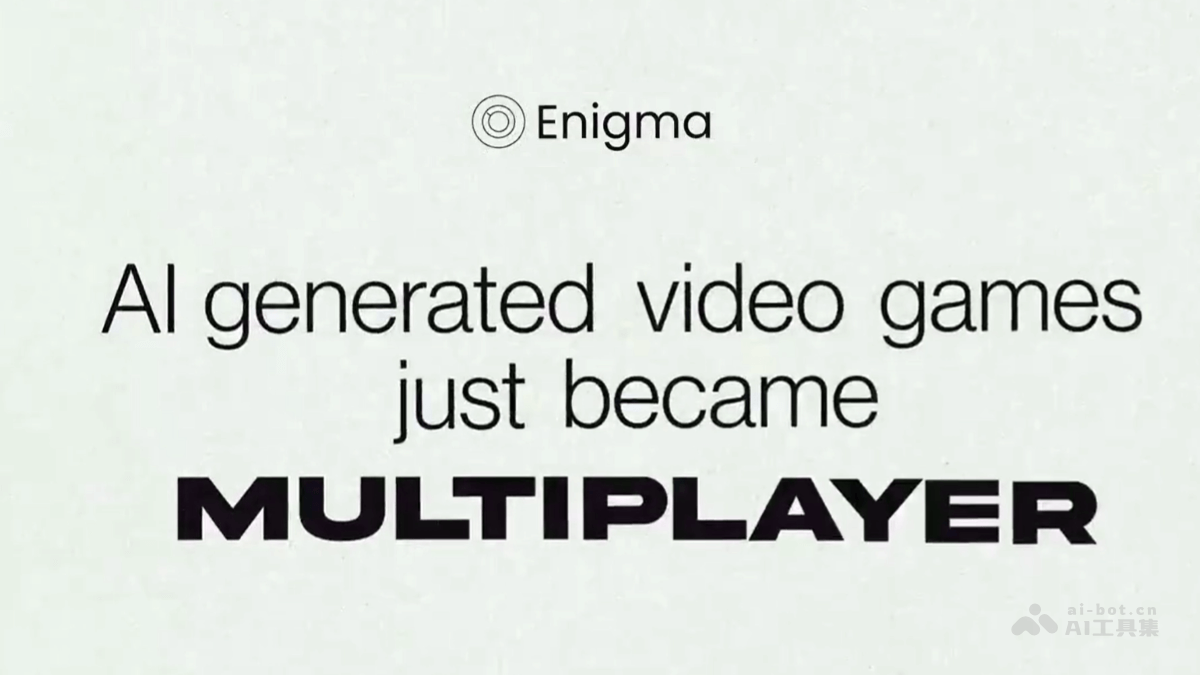 Enigma
AI generated video games
just became
MULTIPLAYER
ai-bot.cn
AI工具集